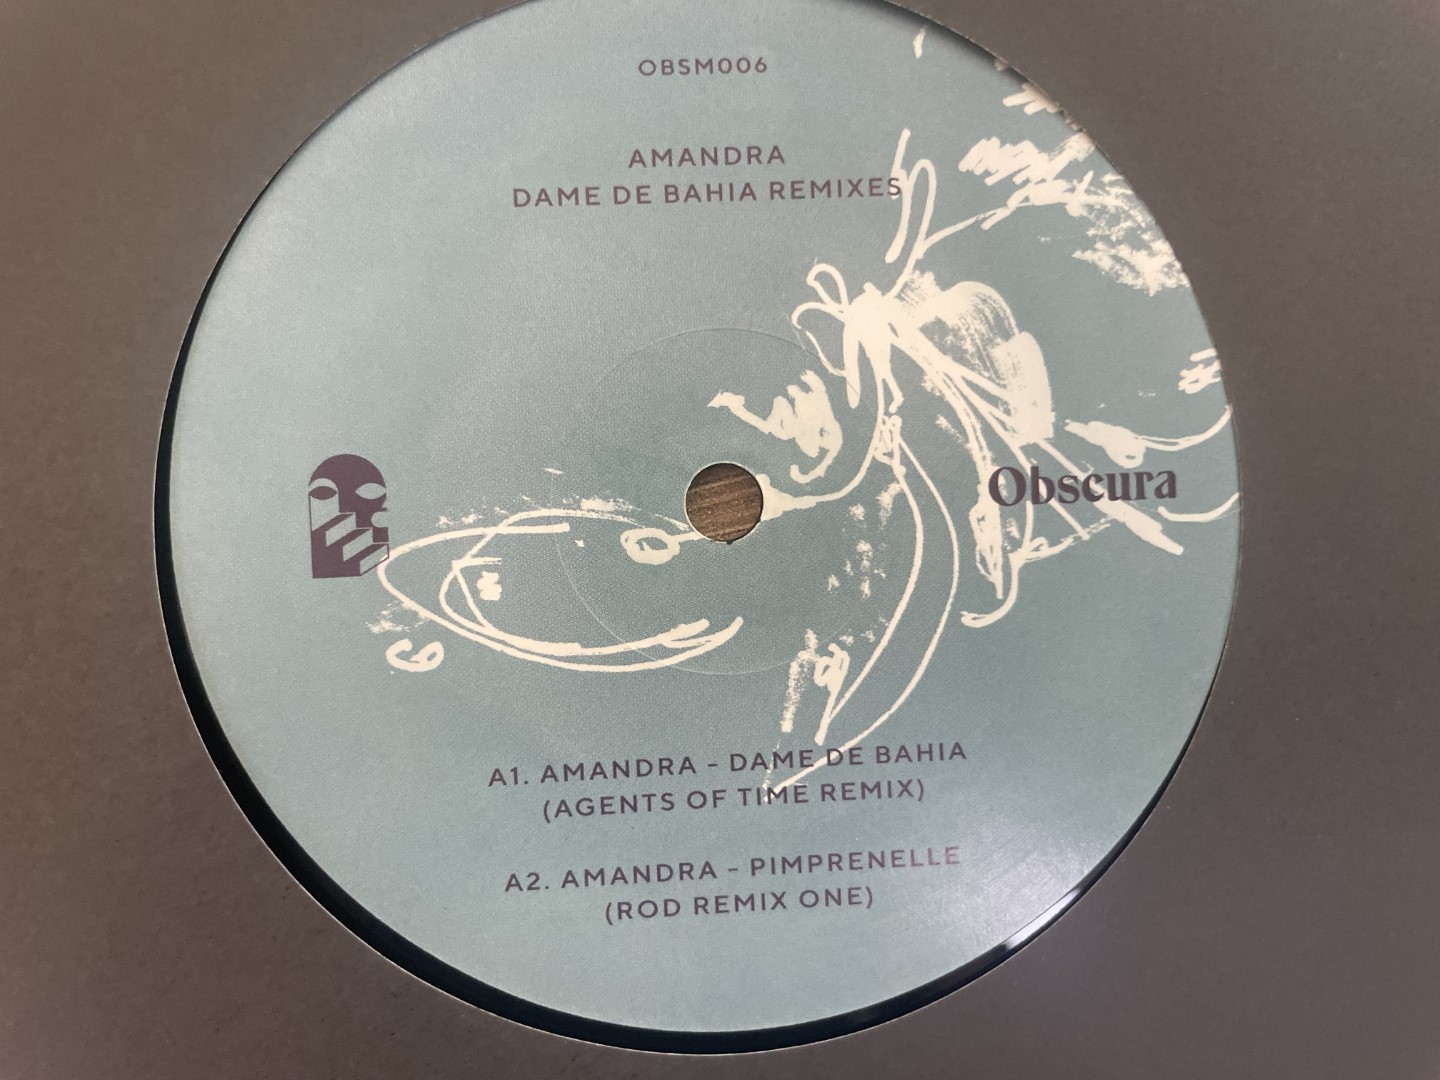 OBSM006
AMANDRA
DAME DE BAHIA REMIXES
Obscura
A1. AMANDRA - DAME DE BAHIA
(AGENTS OF TIME REMIX)
A2. AMANDRA - PIMPRENELLE
(ROD REMIX ONE)